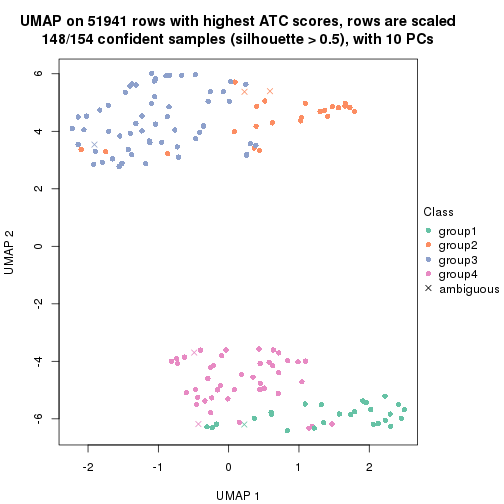 UMAP on 51941 rows with highest ATC scores, rows are scaled
148/154 confident samples (silhouette > 0.5), with 10 PCs
6
4
2
0
-2
-4
-6
UMAP 2
-2
-1
0
1
2
UMAP 1
Class
group1
group2
group3
group4
ambiguous